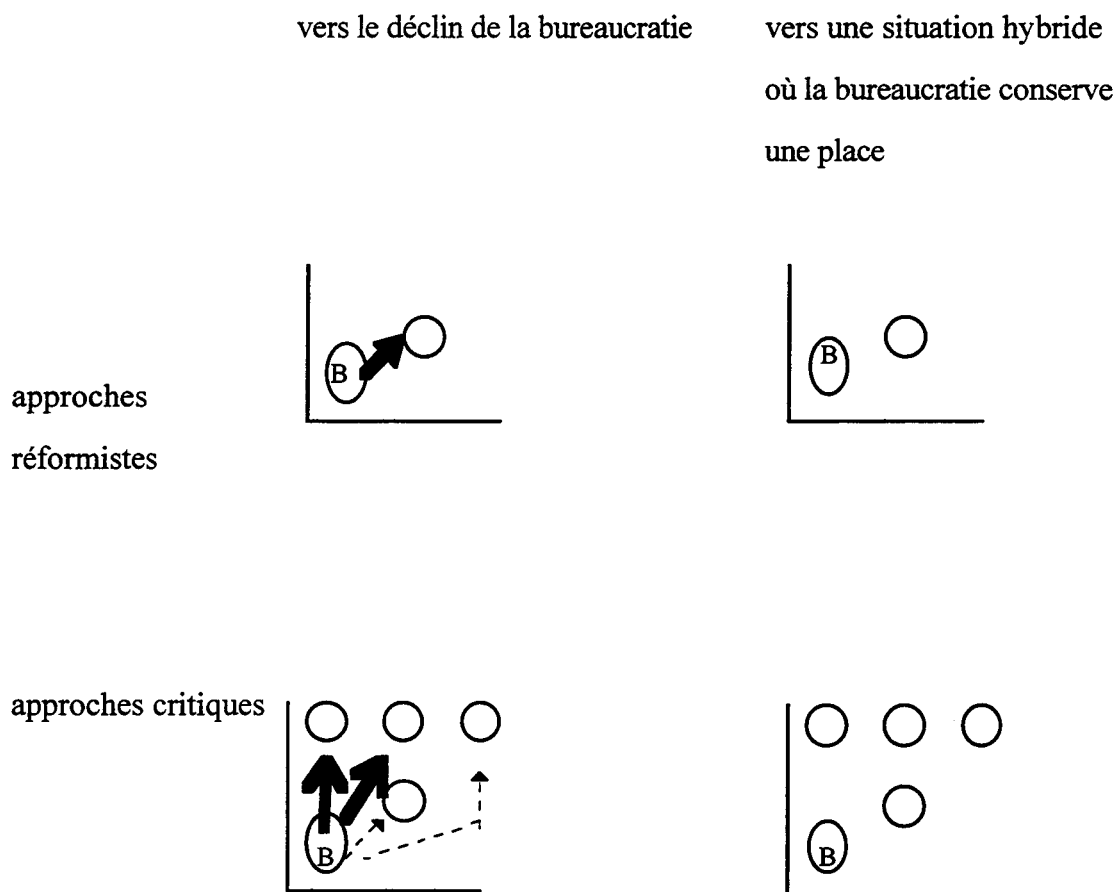 vers le déclin de la bureaucratie
vers une situation hybride
où la bureaucratie conserve
une place
B
B
approches
réformistes
approches critiques
B
B